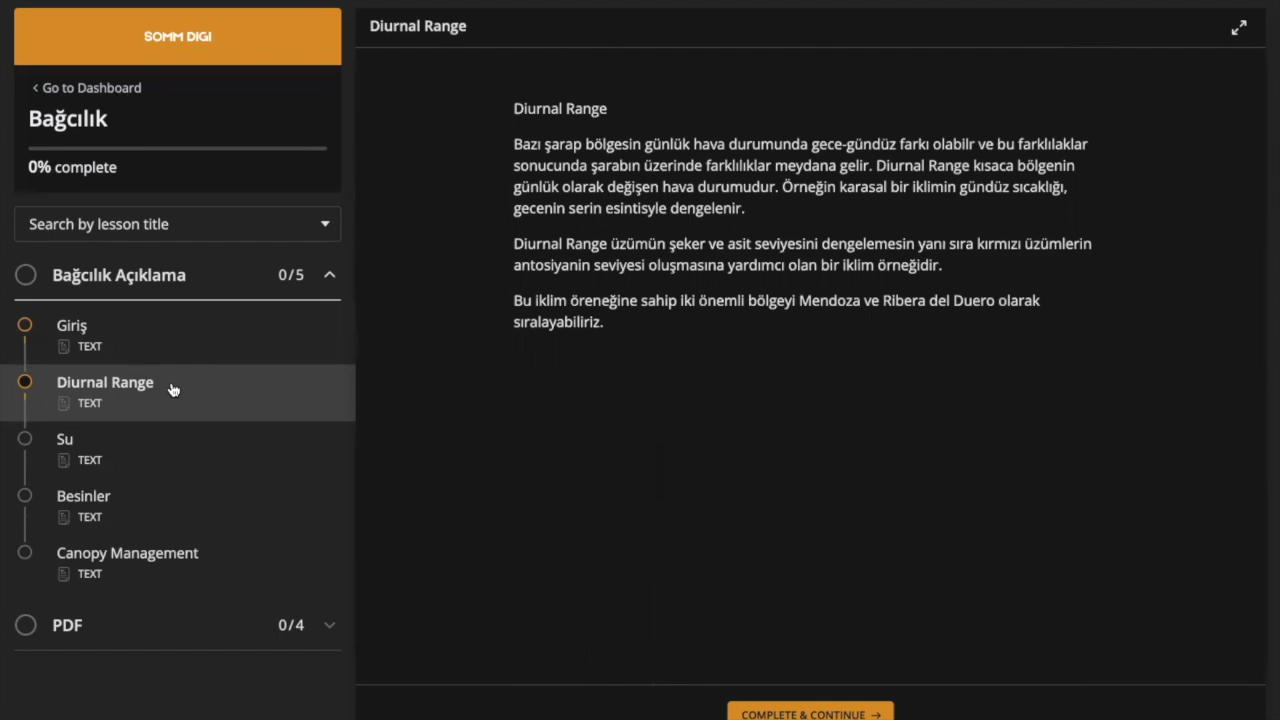 SOMM DIGI
Go to Dashboard
Bağcılık
0% complete
Search by lesson title
Bağcılık Açıklama 0/5
Giriş
TEXT
Diurnal Range
TEXT
Su
TEXT
Besinler
TEXT
Canopy Management
TEXT
PDF 0/4
Diurnal Range
Diurnal Range
Bazı şarap bölgesin günlük hava durumunda gece-gündüz farkı olabilr ve bu farklılaklar
sonucunda şarabın üzerinde farklılıklar meydana gelir. Diurnal Range kısaca bölgenin
günlük olarak değişen hava durumudur. Örneğin karasal bir iklimin gündüz sıcaklığı,
gecenin serin esintisyle dengelenir.
Diurnal Range üzümün şeker ve asit seviyesini dengelemesin yanı sıra kırmızı üzümlerin
antosiyanin seviyesi oluşmasına yardımcı olan bir iklim örneğidir.
Bu iklim öreneğine sahip iki önemli bölgeyi Mendoza ve Ribera del Duero olarak
sıralayabiliriz.
COMPLETE & CONTINUE →